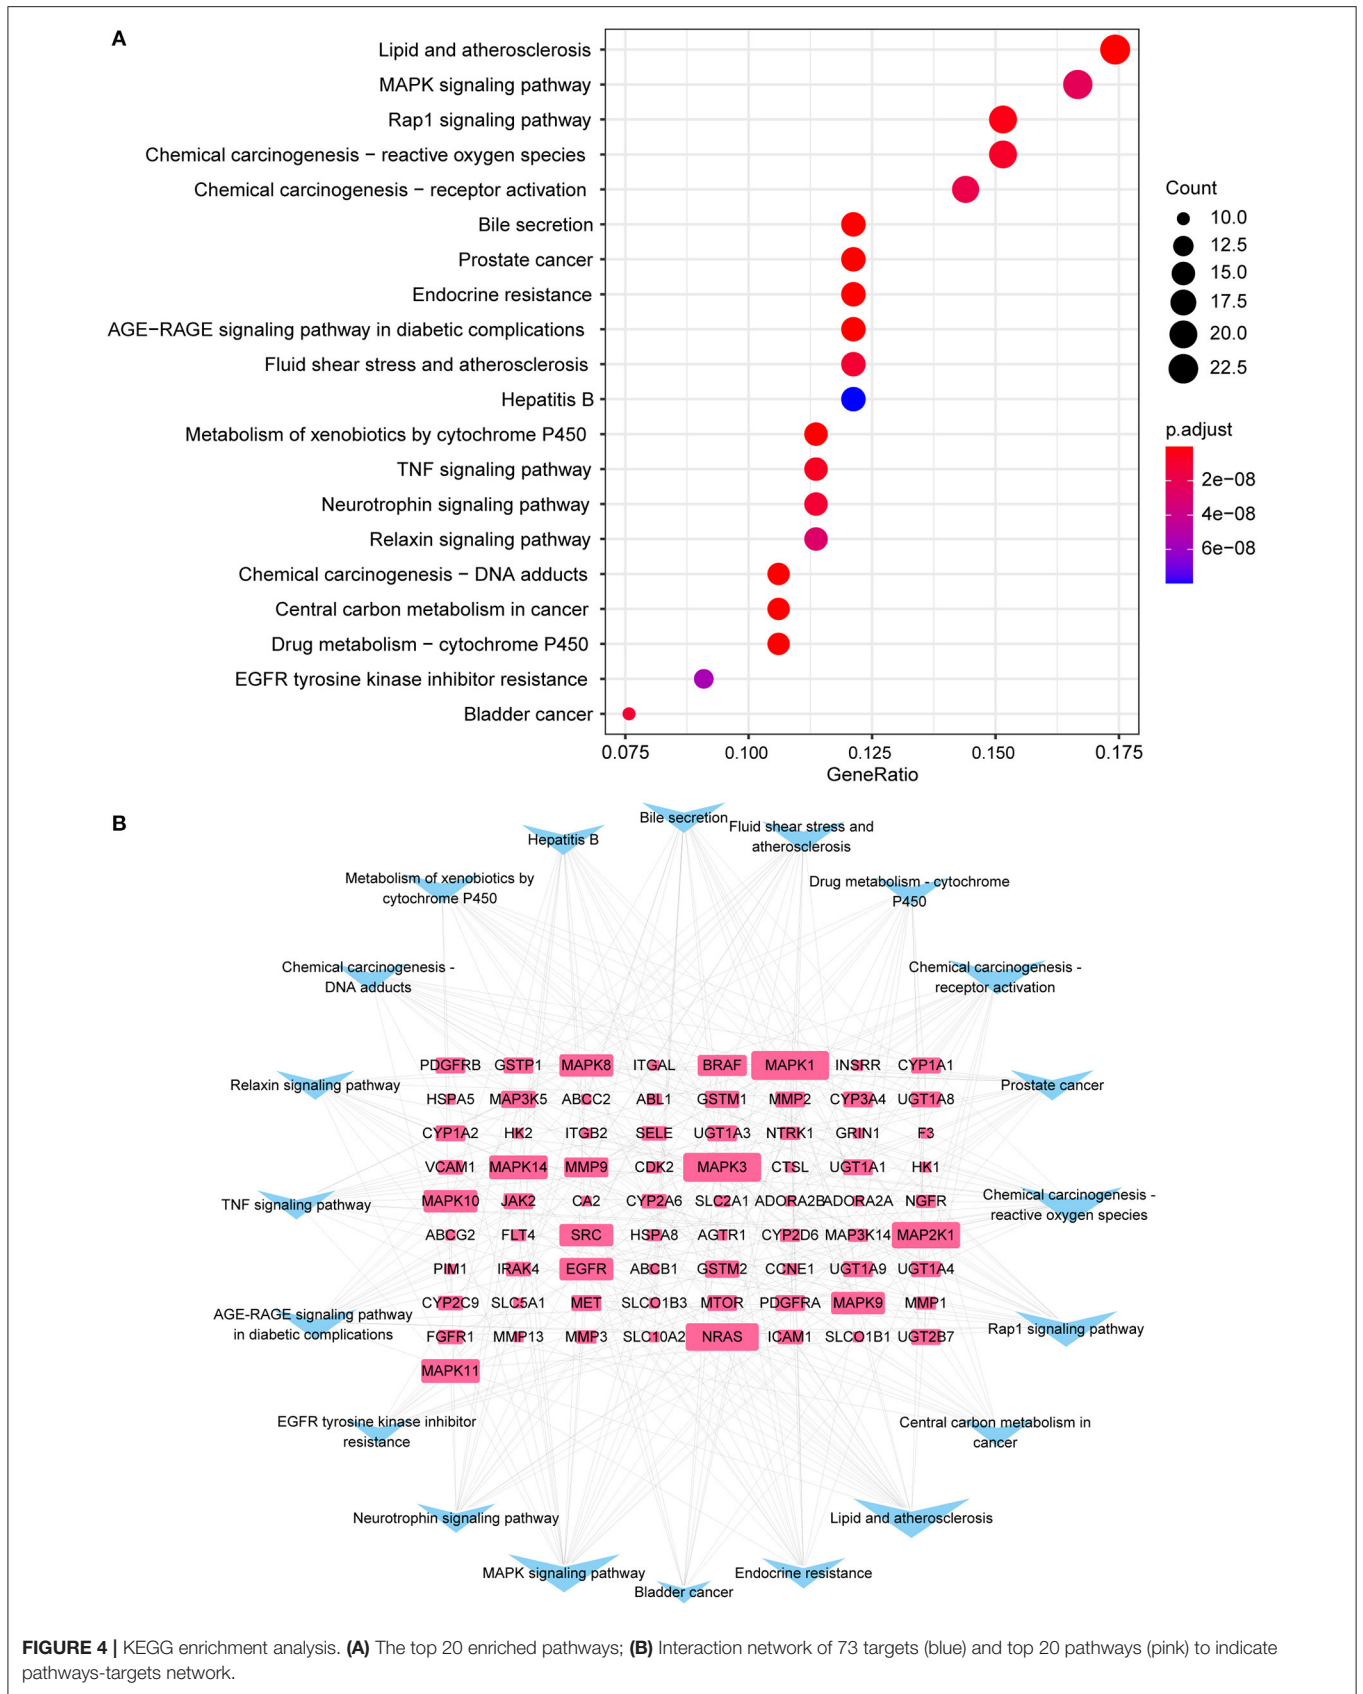 A
Lipid and atherosclerosis
MAPK signaling pathway
Rap1 signaling pathway
Chemical carcinogenesis − reactive oxygen species
Chemical carcinogenesis − receptor activation
Bile secretion
Prostate cancer
Endocrine resistance
AGE−RAGE signaling pathway in diabetic complications
Fluid shear stress and atherosclerosis
Hepatitis B
Metabolism of xenobiotics by cytochrome P450
TNF signaling pathway
Neurotrophin signaling pathway
Relaxin signaling pathway
Chemical carcinogenesis − DNA adducts
Central carbon metabolism in cancer
Drug metabolism − cytochrome P450
EGFR tyrosine kinase inhibitor resistance
Bladder cancer
0.075 0.100 0.125 0.150 0.175
GeneRatio
Count
10.0
12.5
15.0
17.5
20.0
22.5
p.adjust
2e−08
4e−08
6e−08
B
Bile secretion
Hepatitis B
Fluid shear stress and
atherosclerosis
Metabolism of xenobiotics by
cytochrome P450
Drug metabolism - cytochrome
P450
Chemical carcinogenesis -
DNA adducts
Chemical carcinogenesis -
receptor activation
Relaxin signaling pathway
Prostate cancer
TNF signaling pathway
Chemical carcinogenesis -
reactive oxygen species
AGE-RAGE signaling pathway
in diabetic complications
Rap1 signaling pathway
EGFR tyrosine kinase inhibitor
resistance
Central carbon metabolism in
cancer
Neurotrophin signaling pathway
Lipid and atherosclerosis
MAPK signaling pathway
Bladder cancer
Endocrine resistance
PDGFRB GSTP1 MAPK8 ITGAL BRAF MAPK1 INSRR CYP1A1
HSPA5 MAP3K5 ABCC2 ABL1 GSTM1 MMP2 CYP3A4 UGT1A8
CYP1A2 HK2 ITGB2 SELE UGT1A3 NTRK1 GRIN1 F3
VCAM1 MAPK14 MMP9 CDK2 MAPK3 CTSL UGT1A1 HK1
MAPK10 JAK2 CA2 CYP2A6 SLC2A1 ADORA2B ADORA2A NGFR
ABCG2 FLT4 SRC HSPA8 AGTR1 CYP2D6 MAP3K14 MAP2K1
PIM1 IRAK4 EGFR ABCB1 GSTM2 CCNE1 UGT1A9 UGT1A4
CYP2C9 SLC5A1 MET SLCO1B3 MTOR PDGFRA MAPK9 MMP1
FGFR1 MMP13 MMP3 SLC10A2 NRAS ICAM1 SLCO1B1 UGT2B7
MAPK11
FIGURE 4 | KEGG enrichment analysis. (A) The top 20 enriched pathways; (B) Interaction network of 73 targets (blue) and top 20 pathways (pink) to indicate
pathways-targets network.